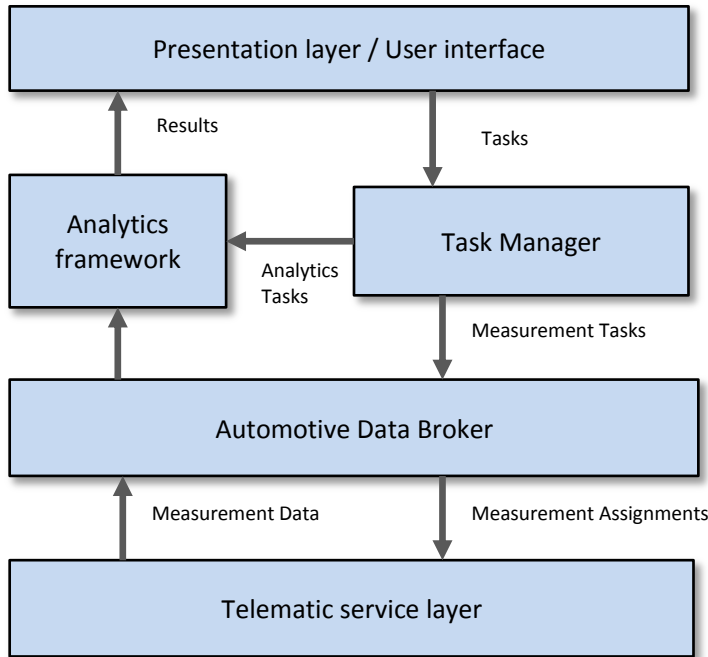 Presentation layer / User interface
Results
Tasks
Analytics
framework
Task Manager
Analytics
Tasks
Measurement Tasks
Automotive Data Broker
Measurement Data
Measurement Assignments
Telematic service layer